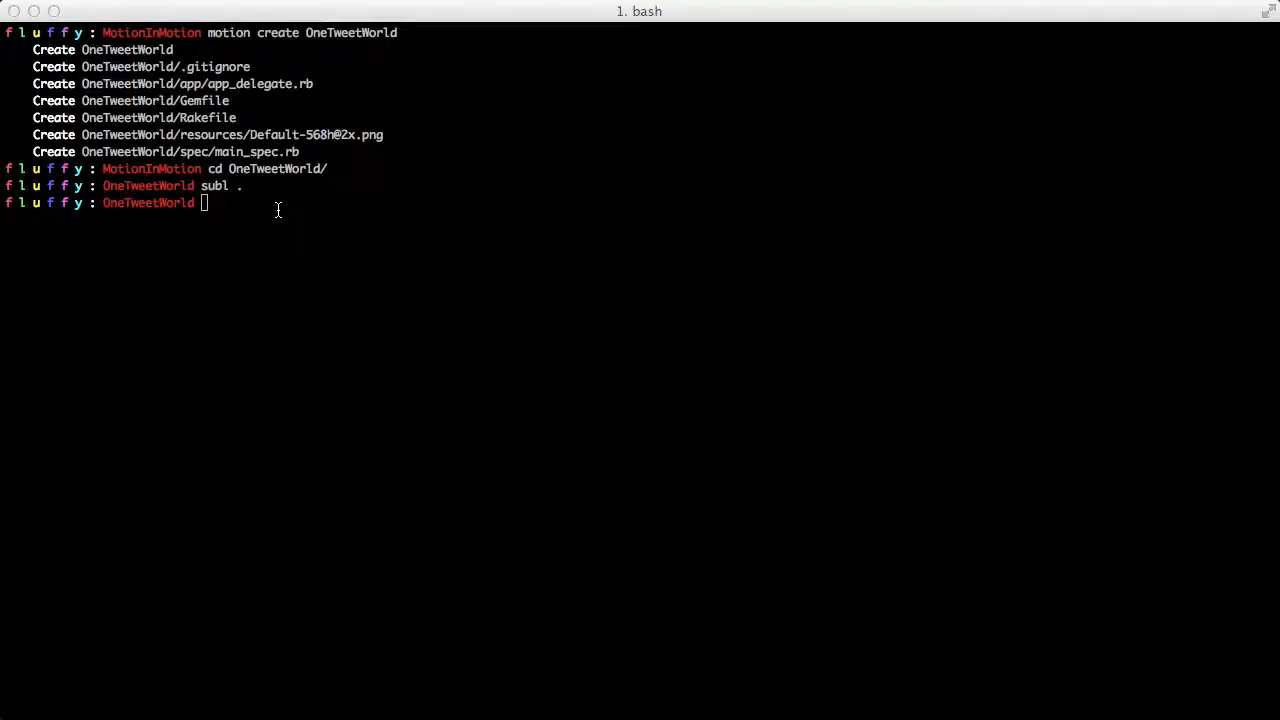 1. bash
f l u f f y : MotionInMotion motion create OneTweetWorld
Create OneTweetWorld
Create OneTweetWorld/.gitignore
Create OneTweetWorld/app/app_delegate.rb
Create OneTweetWorld/Gemfile
Create OneTweetWorld/Rakefile
Create OneTweetWorld/resources/Default-568h@2x.png
Create OneTweetWorld/spec/main_spec.rb
f l u f f y : MotionInMotion cd OneTweetWorld/
f l u f f y : OneTweetWorld subl .
f l u f f y : OneTweetWorld